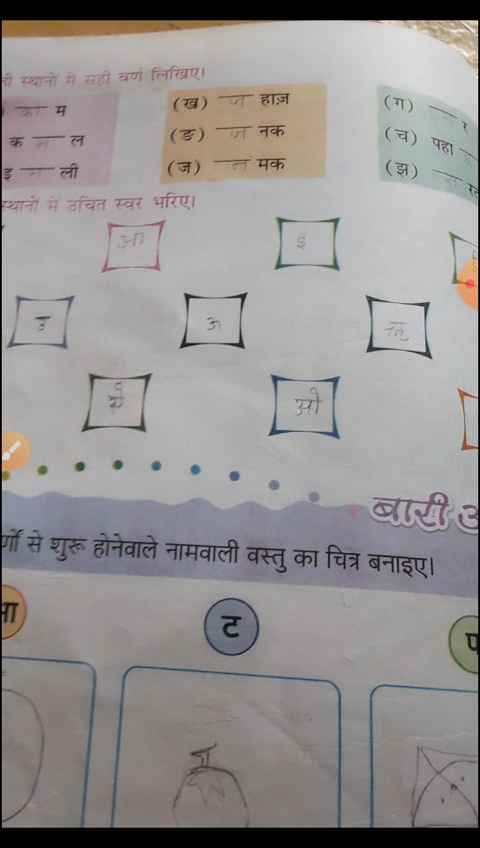 स्थानों में सही वर्ण लिखिए।
का म (ख) ज हाज़ (ग) र
क म ल (ङ) ज नक (च) पहा
इ म ली (ज) न मक (झ)
स्थानों में उचित स्वर भरिए।
आ इ
उ अ ऋ
ऐ ओ
बारी
से शुरू होनेवाले नामवाली वस्तु का चित्र बनाइए।
ट